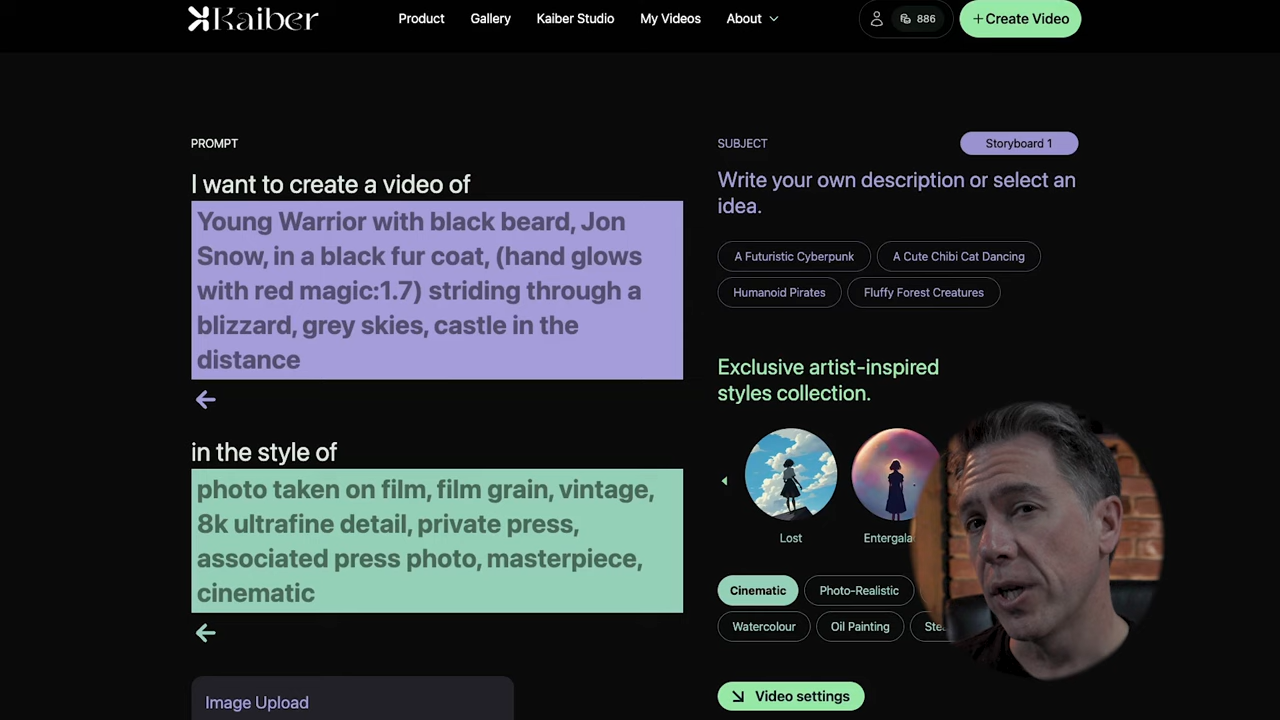 Kaiber
Product
Gallery
Kaiber Studio
My Videos
About
886
+Create Video
PROMPT
I want to create a video of
Young Warrior with black beard, Jon
Snow, in a black fur coat, (hand glows
with red magic:1.7) striding through a
blizzard, grey skies, castle in the
distance
in the style of
photo taken on film, film grain, vintage,
8k ultrafine detail, private press,
associated press photo, masterpiece,
cinematic
Image Upload
SUBJECT
Storyboard 1
Write your own description or select an
idea.
A Futuristic Cyberpunk
A Cute Chibi Cat Dancing
Humanoid Pirates
Fluffy Forest Creatures
Exclusive artist-inspired
styles collection.
Lost
Entergala
Cinematic
Photo-Realistic
Watercolour
Oil Painting
Video settings